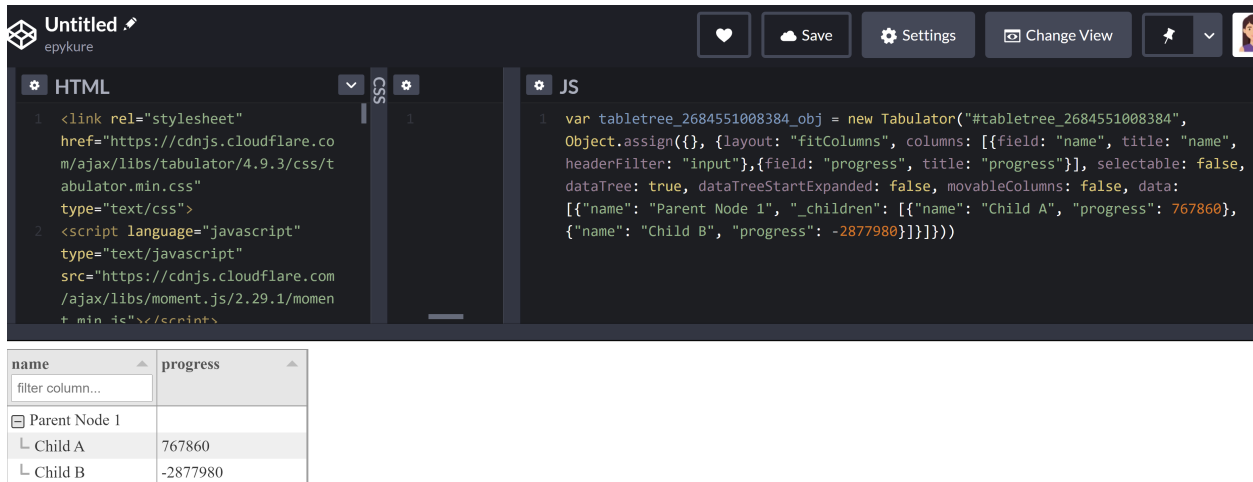 Untitled
epykure
Save
Settings
Change View
HTML
CSS
JS
1 <link rel="stylesheet"
href="https://cdnjs.cloudflare.co
m/ajax/libs/tabulator/4.9.3/css/t
abulator.min.css"
type="text/css">
2 <script language="javascript"
type="text/javascript"
src="https://cdnjs.cloudflare.com
/ajax/libs/moment.js/2.29.1/momen
t.min.js"></script>
1
1 var tabletree_2684551008384_obj = new Tabulator("#tabletree_2684551008384",
Object.assign({}, {layout: "fitColumns", columns: [{field: "name", title: "name",
headerFilter: "input"},{field: "progress", title: "progress"}], selectable: false,
dataTree: true, dataTreeStartExpanded: false, movableColumns: false, data:
[{"name": "Parent Node 1", "_children": [{"name": "Child A", "progress": 767860},
{"name": "Child B", "progress": -2877980}]}]}))
name progress
filter column...
Parent Node 1
Child A 767860
Child B -2877980